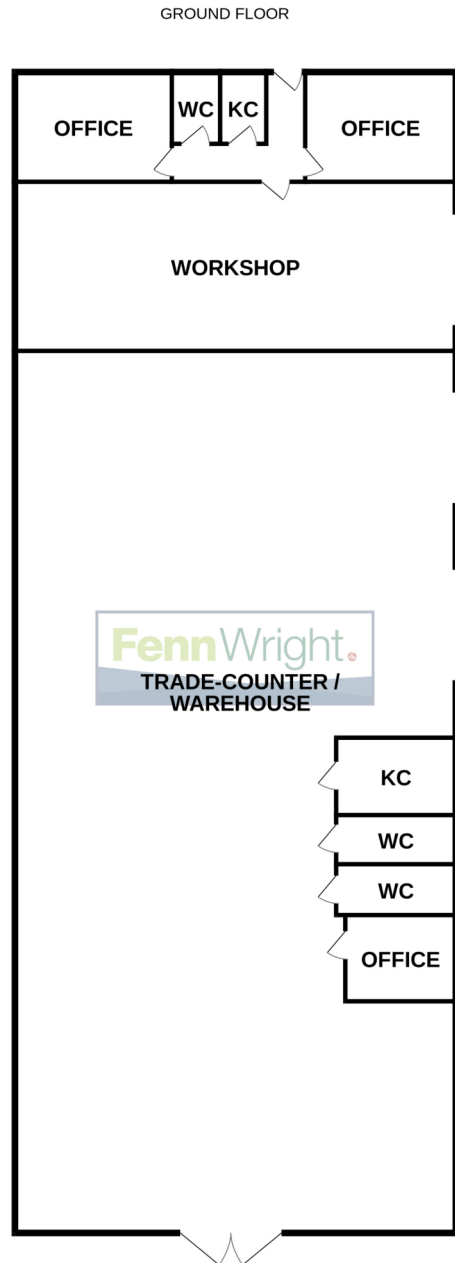 GROUND FLOOR
OFFICE
WC
KC
OFFICE
WORKSHOP
FennWright.
TRADE-COUNTER /
WAREHOUSE
KC
WC
WC
OFFICE